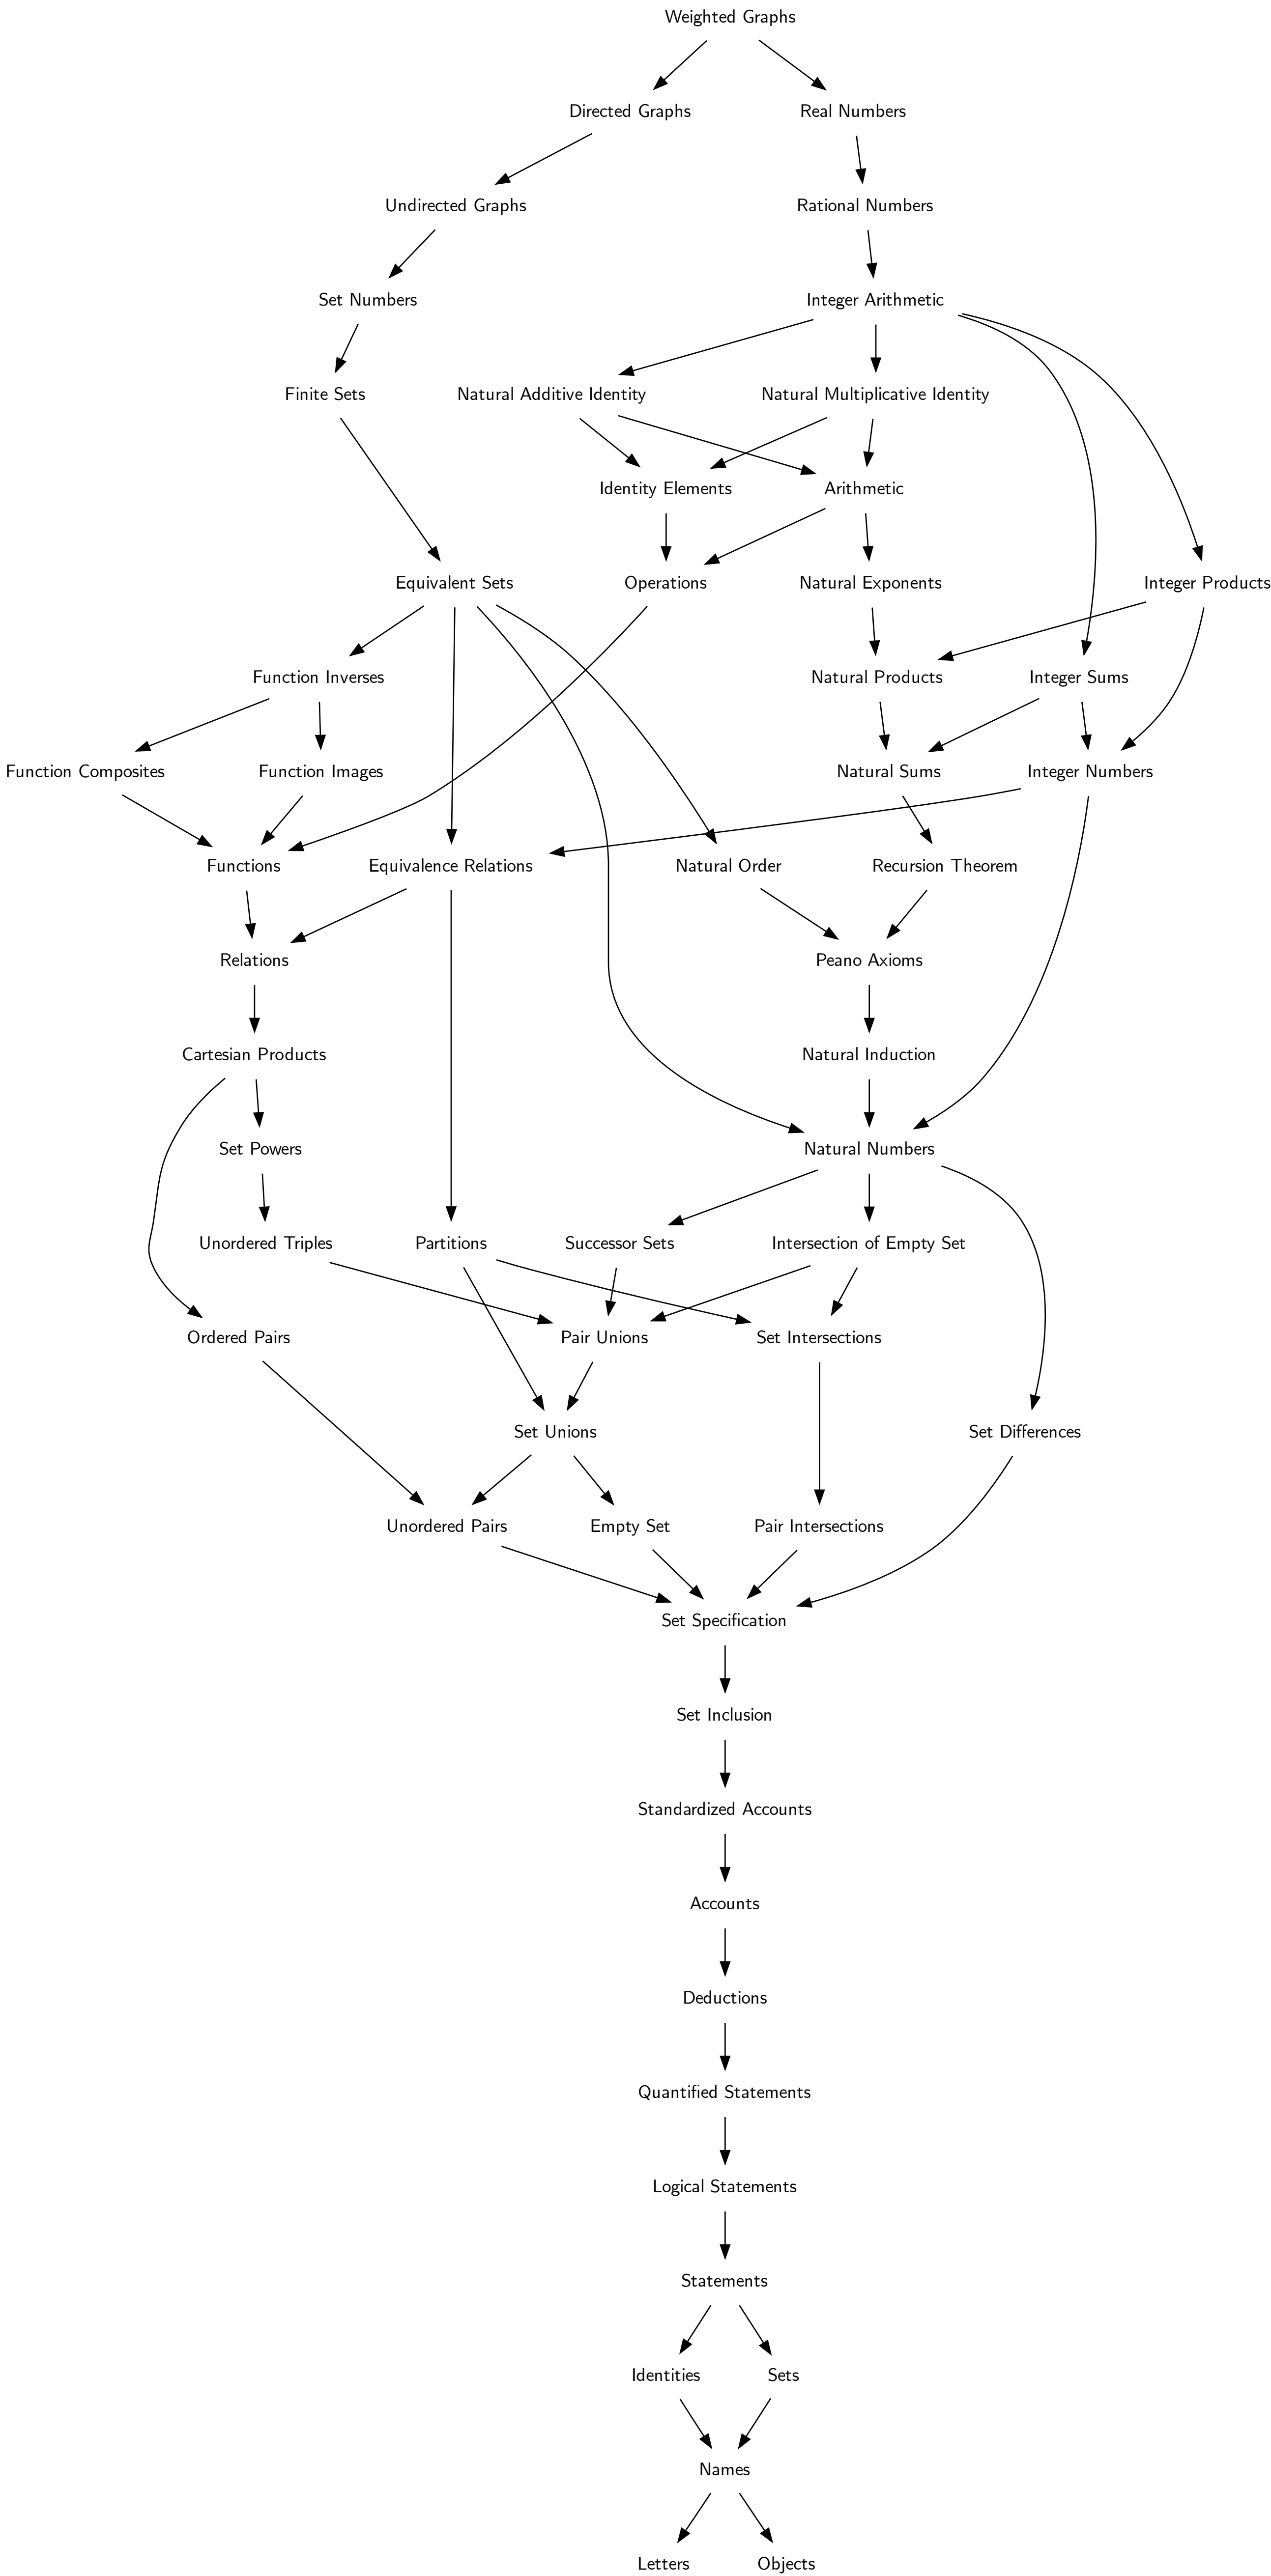 Weighted Graphs
Directed Graphs
Real Numbers
Undirected Graphs
Rational Numbers
Set Numbers
Integer Arithmetic
Finite Sets
Natural Additive Identity
Natural Multiplicative Identity
Identity Elements
Arithmetic
Equivalent Sets
Operations
Natural Exponents
Integer Products
Function Inverses
Natural Products
Integer Sums
Function Composites
Function Images
Natural Sums
Integer Numbers
Functions
Equivalence Relations
Natural Order
Recursion Theorem
Relations
Peano Axioms
Cartesian Products
Natural Induction
Set Powers
Natural Numbers
Unordered Triples
Partitions
Successor Sets
Intersection of Empty Set
Ordered Pairs
Pair Unions
Set Intersections
Set Unions
Set Differences
Unordered Pairs
Empty Set
Pair Intersections
Set Specification
Set Inclusion
Standardized Accounts
Accounts
Deductions
Quantified Statements
Logical Statements
Statements
Identities
Sets
Names
Letters
Objects